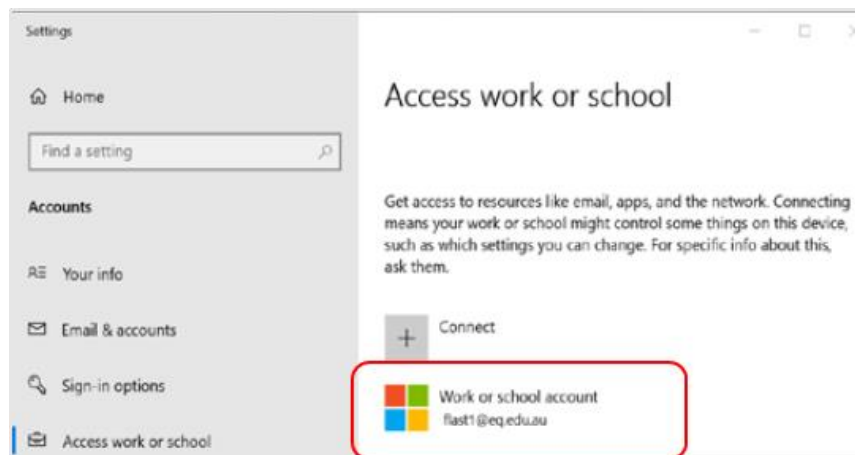 Settings
Home
Find a setting
Accounts
Your info
Email & accounts
Sign-in options
Access work or school
Access work or school
Get access to resources like email, apps, and the network. Connecting
means your work or school might control some things on this device,
such as which settings you can change. For specific info about this,
ask them.
Connect
Work or school account
flast1@eq.edu.au